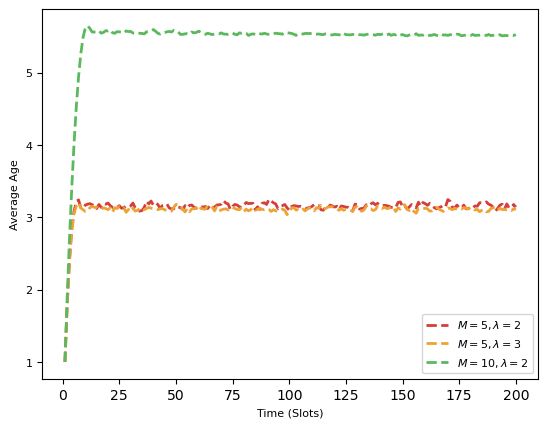 Average Age
5
4
3
2
1
0 25 50 75 100 125 150 175 200
Time (Slots)
M = 5, λ = 2
M = 5, λ = 3
M = 10, λ = 2